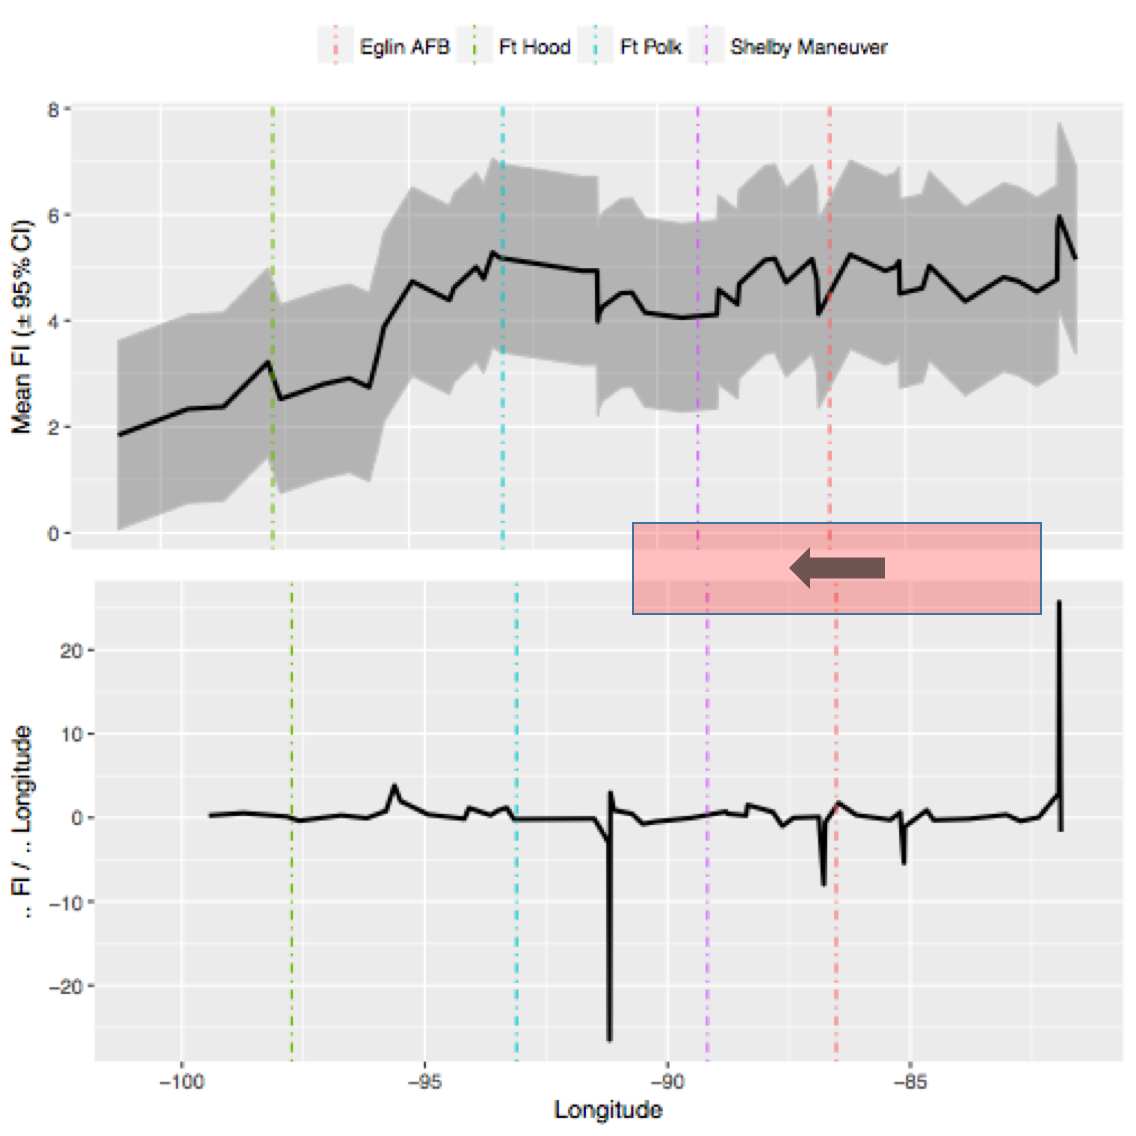 Eglin AFB Ft Hood Ft Polk Shelby Maneuver
8
6
4
2
0
Mean FI (± 95% CI)
20
10
0
−10
−20
.. FI / .. Longitude
−100 −95 −90 −85
Longitude